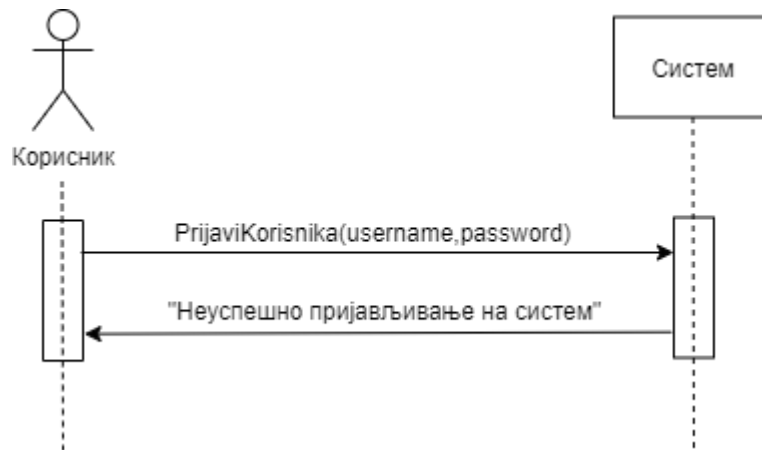 Систем
Корисник
PrijaviKorisnika(username,password)
"Неуспешно пријављивање на систем"